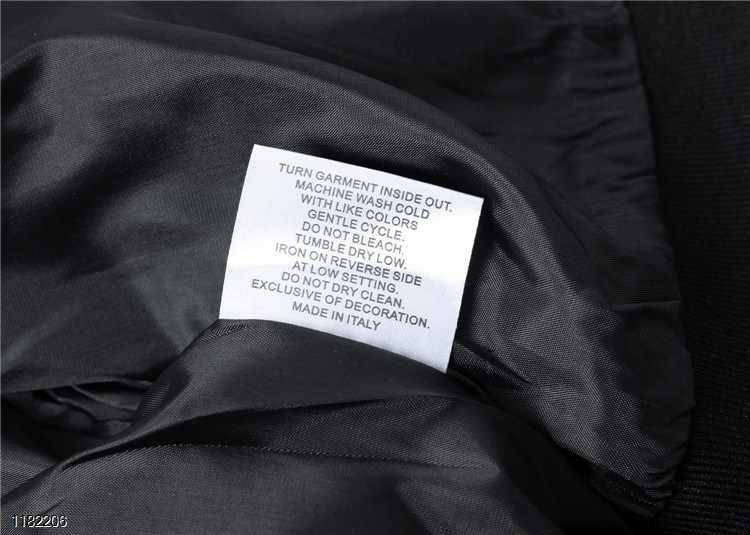 TURN GARMENT INSIDE OUT.
MACHINE WASH COLD
WITH LIKE COLORS
GENTLE CYCLE.
DO NOT BLEACH.
TUMBLE DRY LOW.
IRON ON REVERSE SIDE
AT LOW SETTING.
DO NOT DRY CLEAN.
EXCLUSIVE OF DECORATION.
MADE IN ITALY
1182206